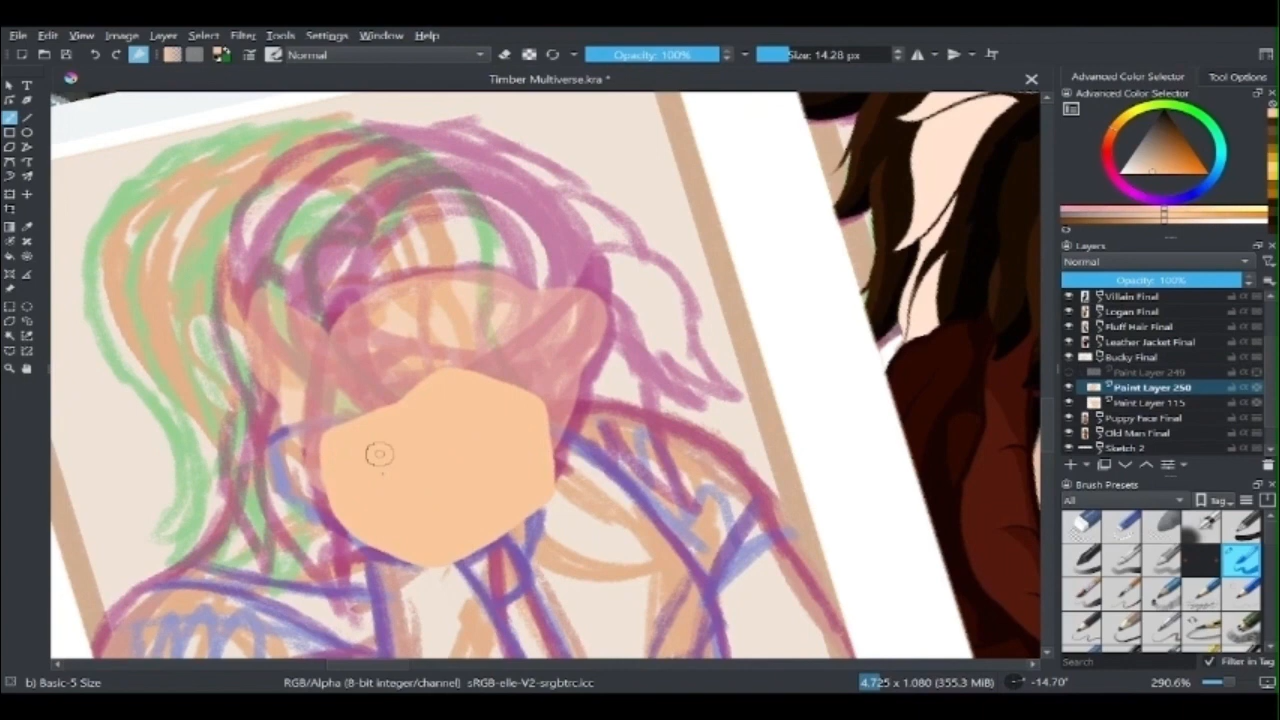 File Edit View Image Layer Select Filter Tools Settings Window Help
Normal Opacity: 100% Size: 14.28 px
Timber Multiverse.kra *
Advanced Color Selector Tool Options
Advanced Color Selector
Layers
Normal
Opacity: 100%
Villain Final
Logan Final
Fluff Hair Final
Leather Jacket Final
Bucky Final
Paint Layer 249
Paint Layer 250
Paint Layer 115
Poppy Face Final
Old Man Final
Sketch 2
Brush Presets
All Tag
Search Filter in Tag
b) Basic-5 Size RGB/Alpha (8-bit integer/channel) sRGB-elle-V2-srgbtrc.icc 4.725 x 1.080 (355.3 MiB) -14.70° 290.6%